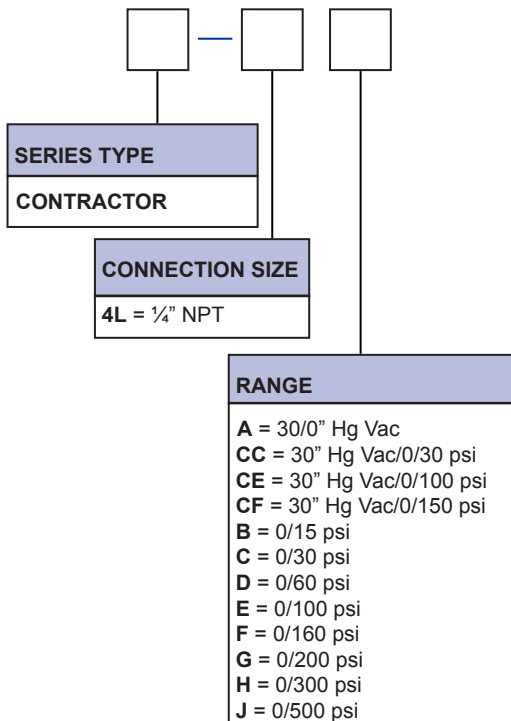 SERIES TYPE
CONTRACTOR
CONNECTION SIZE
4L = ¼” NPT
RANGE
A = 30/0” Hg Vac
CC = 30” Hg Vac/0/30 psi
CE = 30” Hg Vac/0/100 psi
CF = 30” Hg Vac/0/150 psi
B = 0/15 psi
C = 0/30 psi
D = 0/60 psi
E = 0/100 psi
F = 0/160 psi
G = 0/200 psi
H = 0/300 psi
J = 0/500 psi